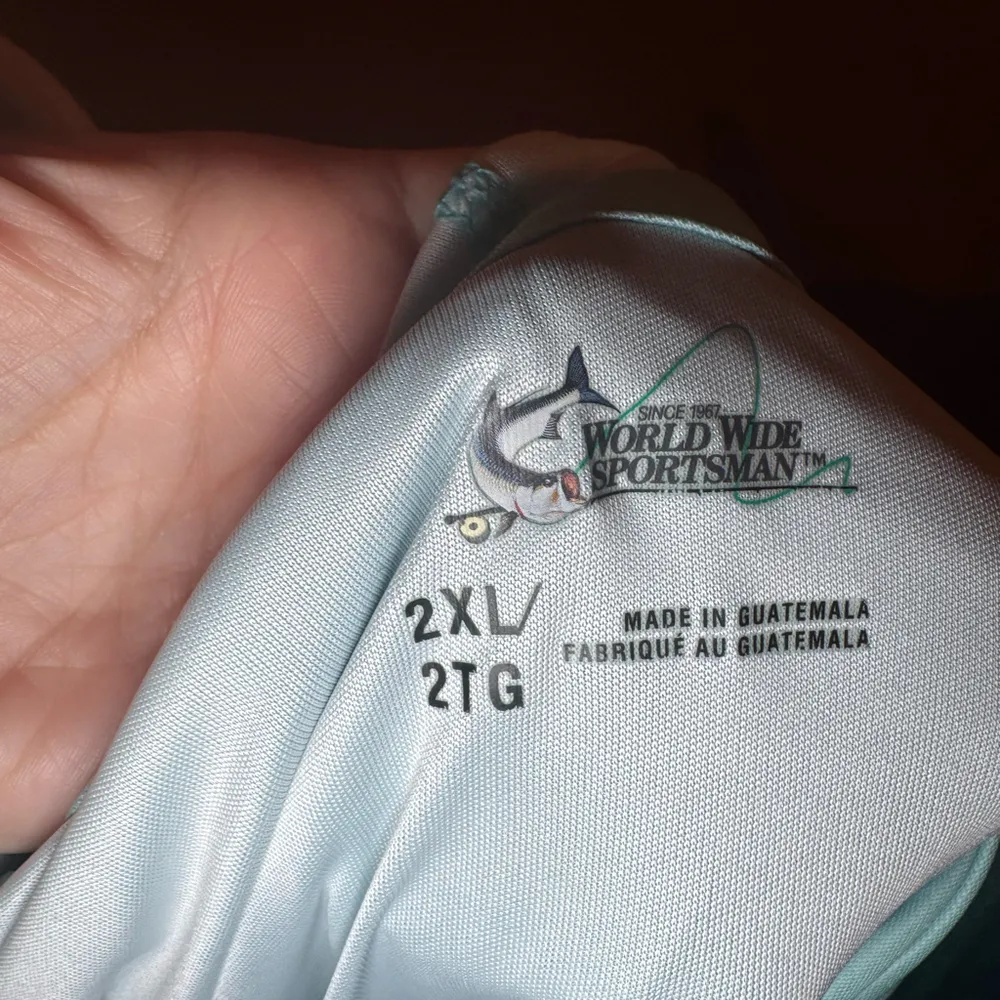 SINCE 1967
WORLD WIDE
SPORTSMAN™
2XL/
2TG
MADE IN GUATEMALA
FABRIQUÉ AU GUATEMALA